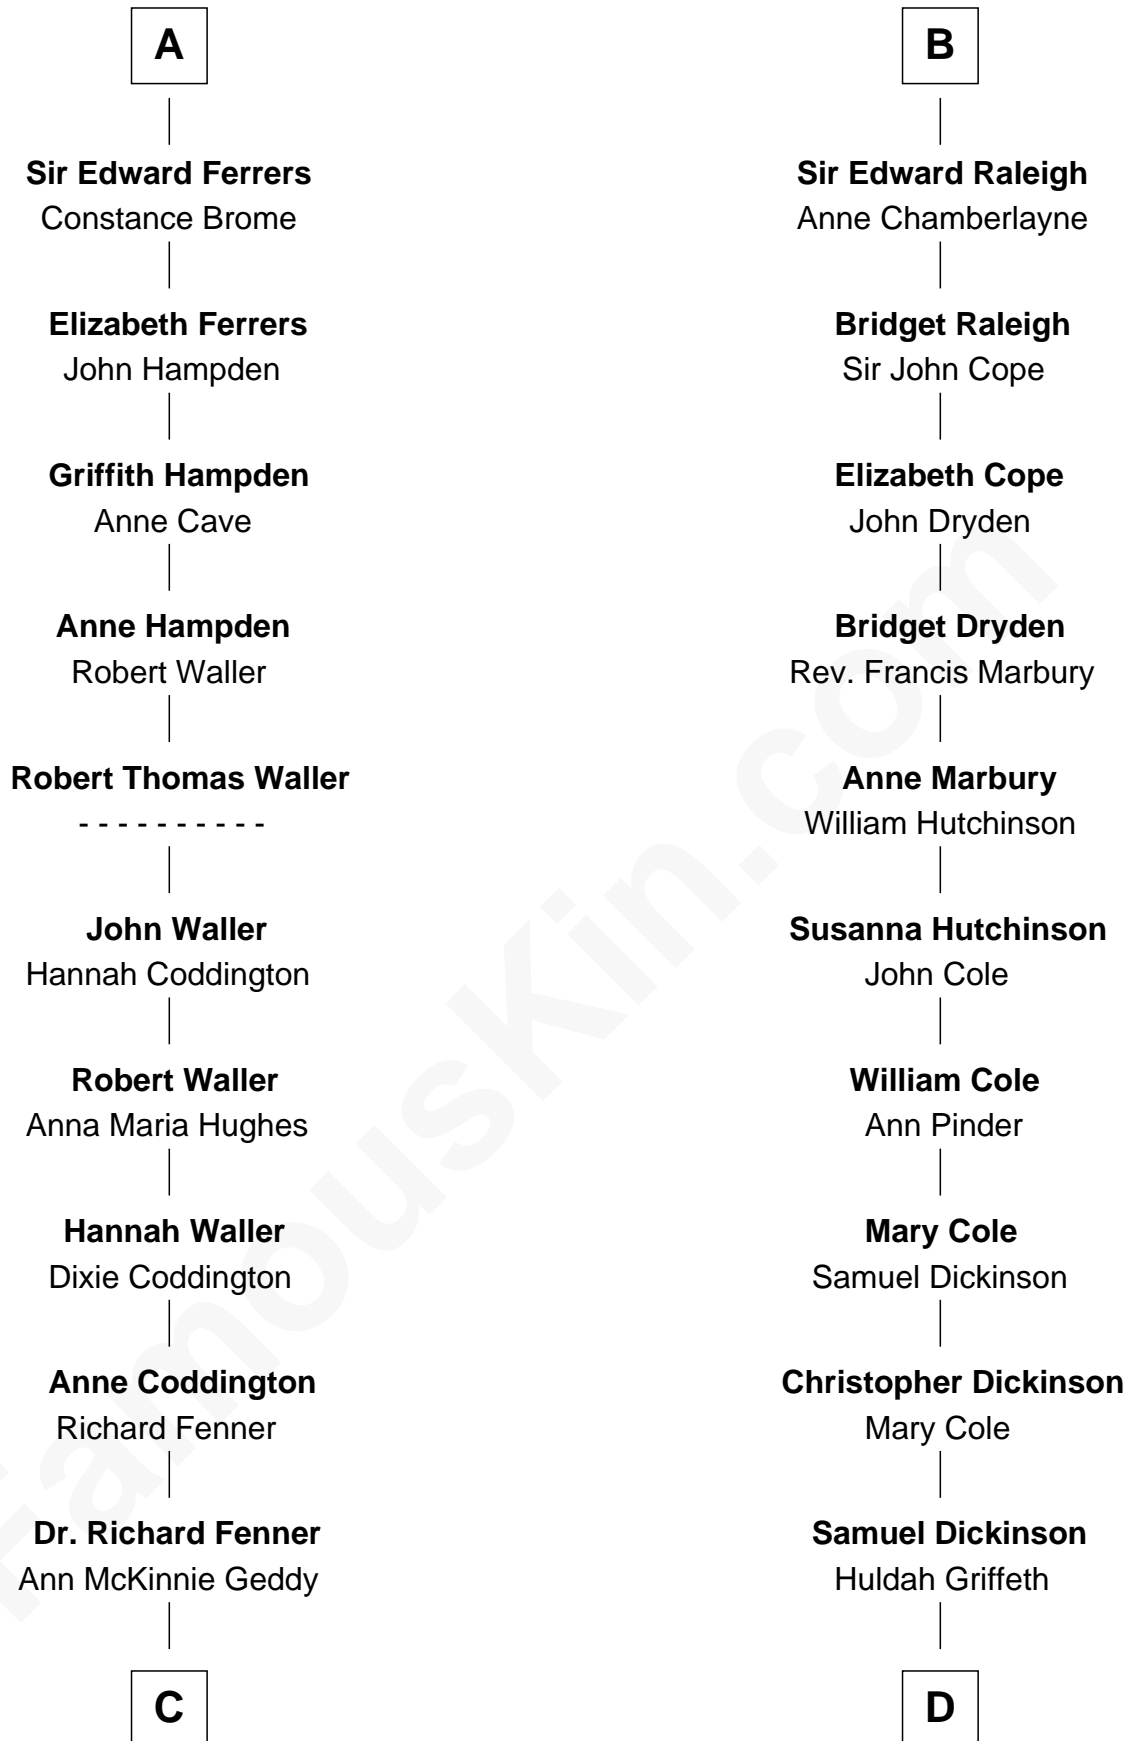 A
Sir Edward Ferrers
Constance Brome
Elizabeth Ferrers
John Hampden
Griffith Hampden
Anne Cave
Anne Hampden
Robert Waller
Robert Thomas Waller
- - - - - - - - - -
John Waller
Hannah Coddington
Robert Waller
Anna Maria Hughes
Hannah Waller
Dixie Coddington
Anne Coddington
Richard Fenner
Dr. Richard Fenner
Ann McKinnie Geddy
C
B
Sir Edward Raleigh
Anne Chamberlayne
Bridget Raleigh
Sir John Cope
Elizabeth Cope
John Dryden
Bridget Dryden
Rev. Francis Marbury
Anne Marbury
William Hutchinson
Susanna Hutchinson
John Cole
William Cole
Ann Pinder
Mary Cole
Samuel Dickinson
Christopher Dickinson
Mary Cole
Samuel Dickinson
Huldah Griffeth
D
FamousKin.com